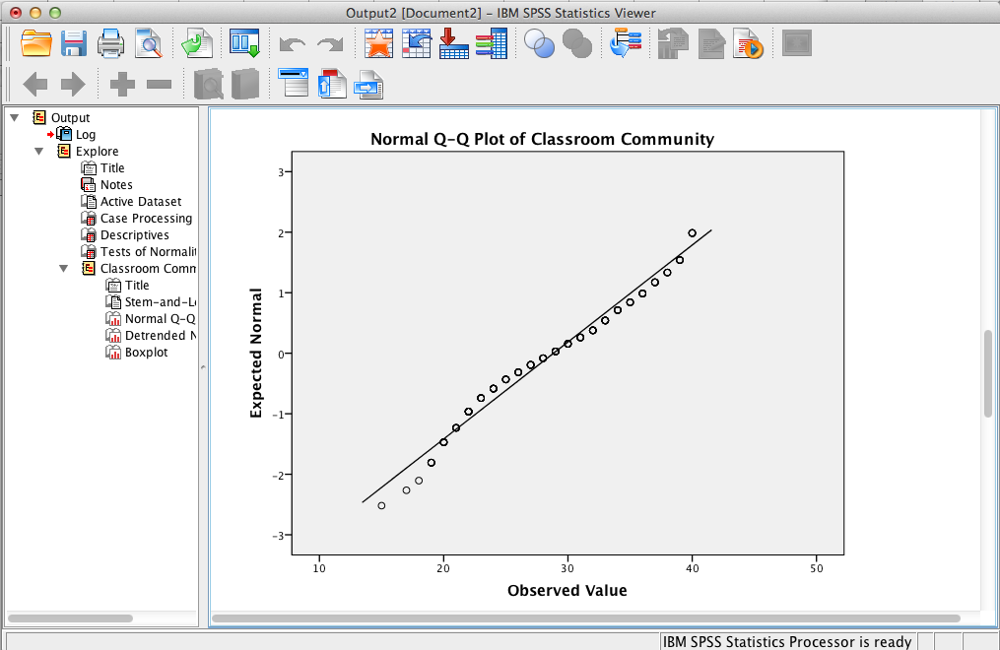 Output2 [Document2] - IBM SPSS Statistics Viewer
Output
Log
Explore
Title
Notes
Active Dataset
Case Processing
Descriptives
Tests of Normalit
Classroom Comm
Title
Stem-and-Le
Normal Q-Q
Detrended N
Boxplot
Normal Q-Q Plot of Classroom Community
3
2
1
0
-1
-2
-3
Expected Normal
10 20 30 40 50
Observed Value
IBM SPSS Statistics Processor is ready